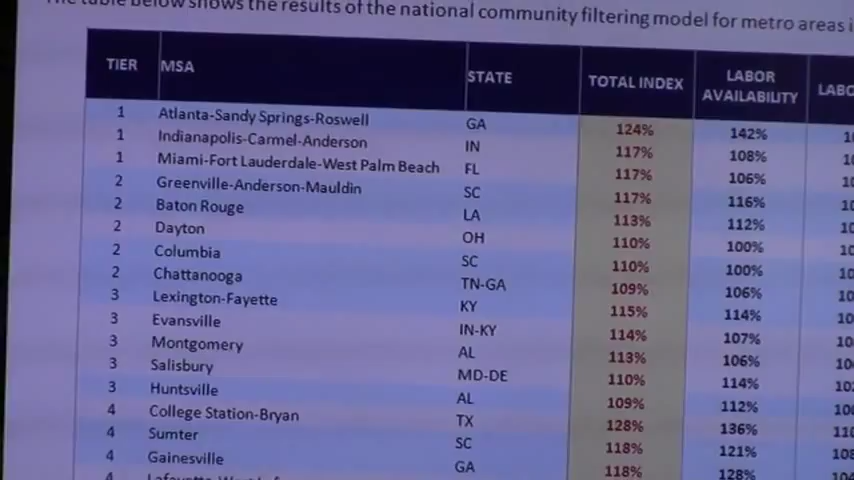 The table below shows the results of the national community filtering model for metro areas
TIER MSA STATE TOTAL INDEX LABOR AVAILABILITY
1 Atlanta-Sandy Springs-Roswell GA 124% 142%
1 Indianapolis-Carmel-Anderson IN 117% 108%
1 Miami-Fort Lauderdale-West Palm Beach FL 117% 106%
2 Greenville-Anderson-Mauldin SC 117% 116%
2 Baton Rouge LA 113% 112%
2 Dayton OH 110% 100%
2 Columbia SC 110% 100%
2 Chattanooga TN-GA 109% 106%
3 Lexington-Fayette KY 115% 114%
3 Evansville IN-KY 114% 107%
3 Montgomery AL 113% 106%
3 Salisbury MD-DE 110% 114%
3 Huntsville AL 109% 112%
4 College Station-Bryan TX 128% 136%
4 Sumter SC 118% 121%
4 Gainesville GA 118% 128%
4